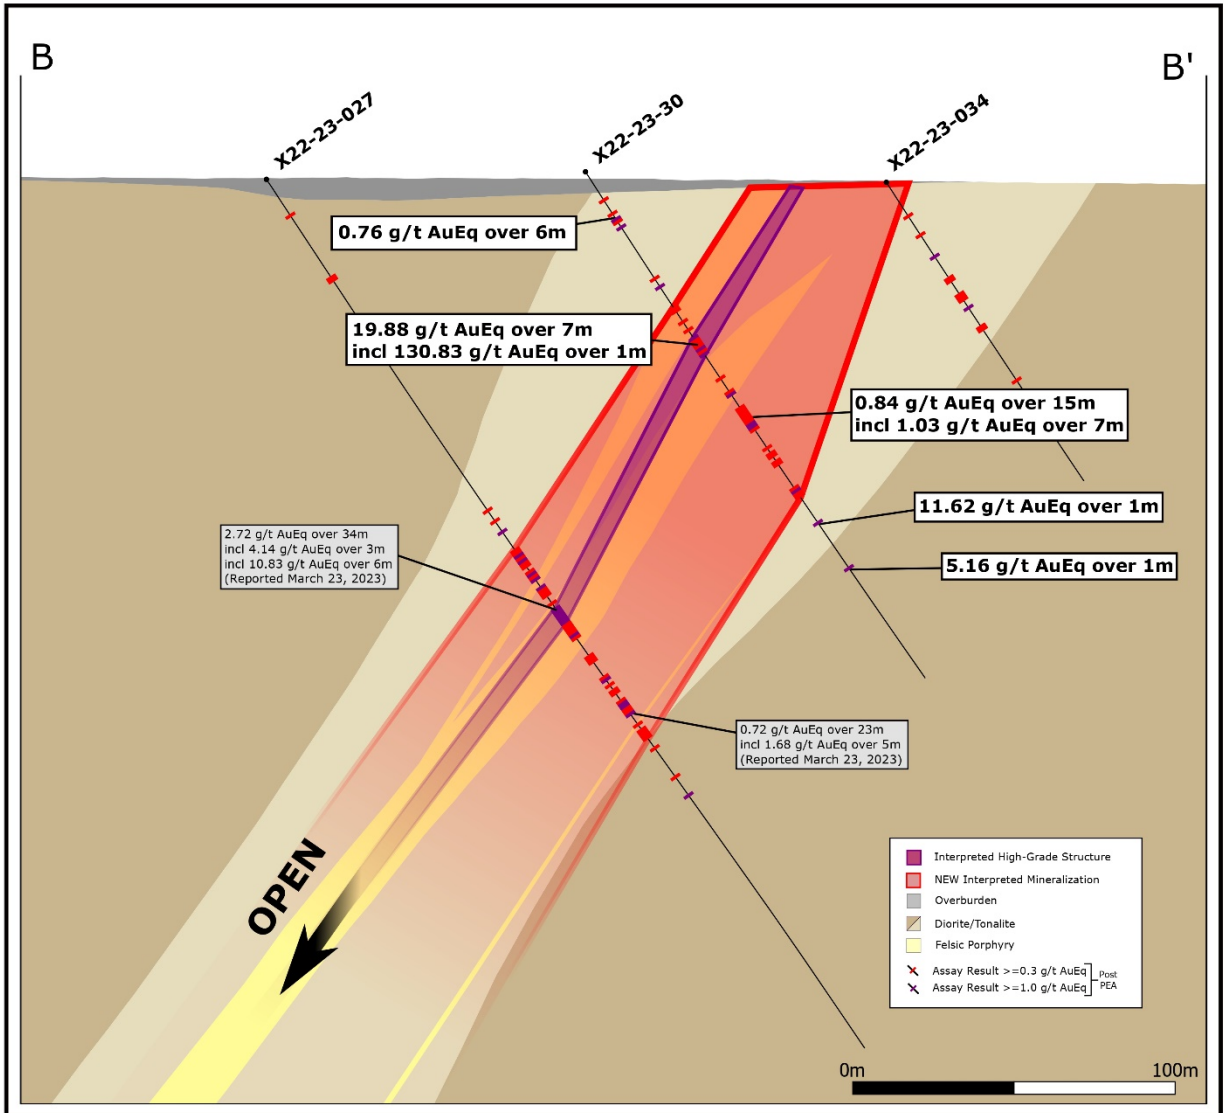 B
B'
X22-23-027
X22-23-30
X22-23-034
0.76 g/t AuEq over 6m
19.88 g/t AuEq over 7m
incl 130.83 g/t AuEq over 1m
0.84 g/t AuEq over 15m
incl 1.03 g/t AuEq over 7m
11.62 g/t AuEq over 1m
5.16 g/t AuEq over 1m
2.72 g/t AuEq over 34m
incl 4.14 g/t AuEq over 3m
incl 10.83 g/t AuEq over 6m
(Reported March 23, 2023)
0.72 g/t AuEq over 23m
incl 1.68 g/t AuEq over 5m
(Reported March 23, 2023)
OPEN
Interpreted High-Grade Structure
NEW Interpreted Mineralization
Overburden
Diorite/Tonalite
Felsic Porphyry
Assay Result >=0.3 g/t AuEq
Assay Result >=1.0 g/t AuEq
Post
PEA
0m
100m